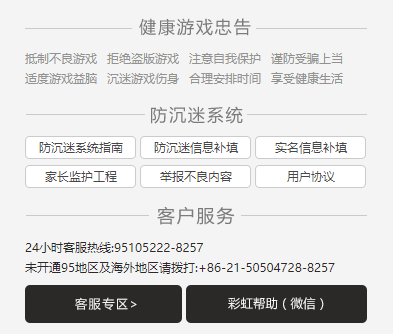 健康游戏忠告
抵制不良游戏 拒绝盗版游戏 注意自我保护 谨防受骗上当
适度游戏益脑 沉迷游戏伤身 合理安排时间 享受健康生活
防沉迷系统
防沉迷系统指南 防沉迷信息补填 实名信息补填
家长监护工程 举报不良内容 用户协议
客户服务
24小时客服热线:95105222-8257
未开通95地区及海外地区请拨打:+86-21-50504728-8257
客服专区> 彩虹帮助（微信）